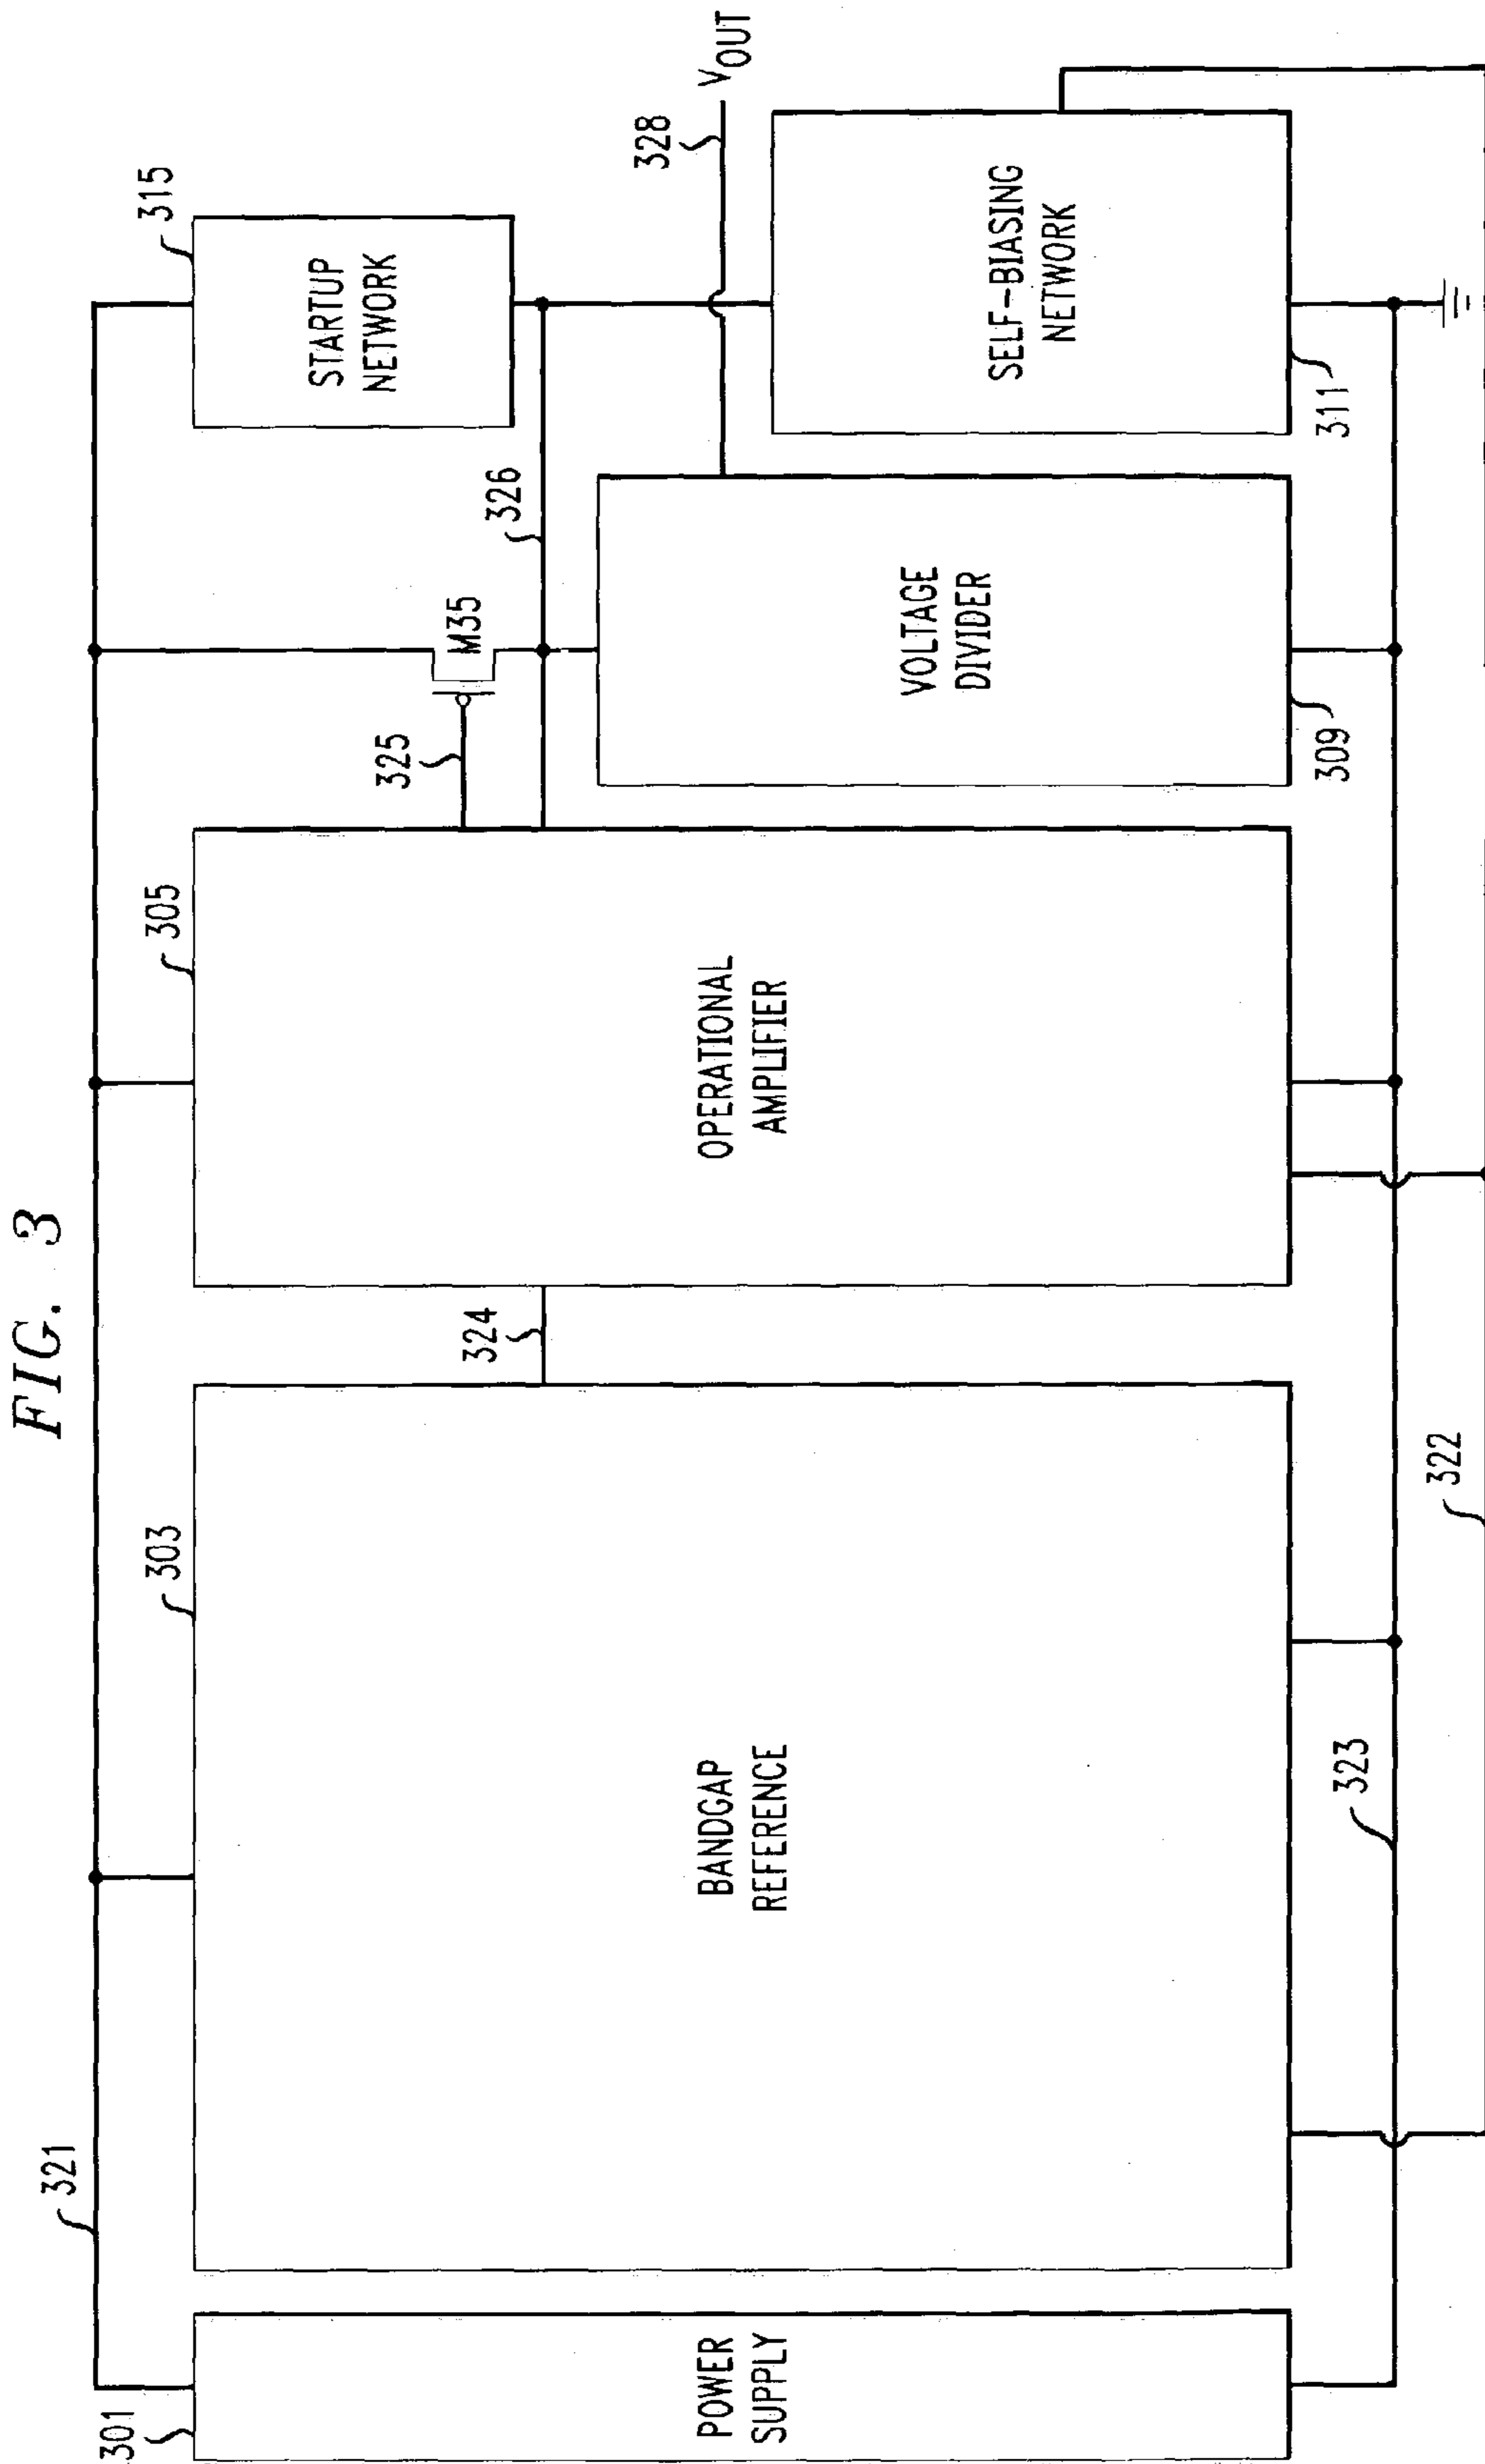 FIG. 3
321
301
POWER
SUPPLY
303
BANDGAP
REFERENCE
323
322
324
305
OPERATIONAL
AMPLIFIER
325
M35
326
VOLTAGE
DIVIDER
309
315
STARTUP
NETWORK
328
VOUT
SELF-BIASING
NETWORK
311